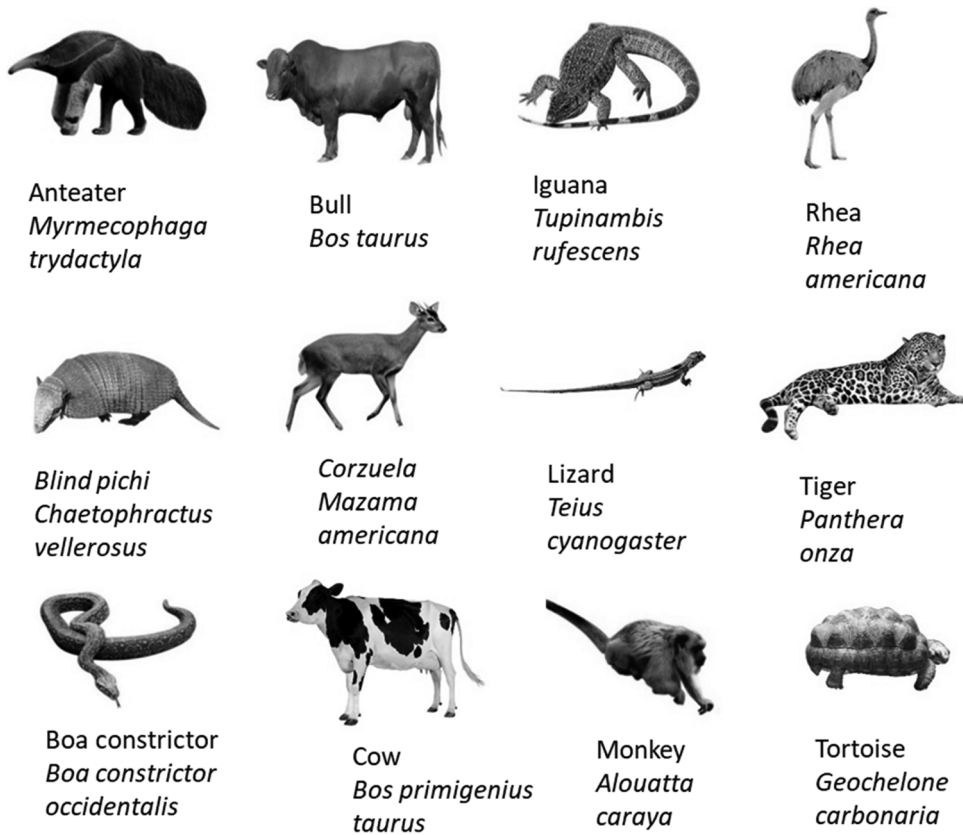 Anteater
Myrmecophaga
trydactyla
Bull
Bos taurus
Iguana
Tupinambis
rufescens
Rhea
Rhea
americana
Blind pichi
Chaetophractus
vellerosus
Corzuela
Mazama
americana
Lizard
Teius
cyanogaster
Tiger
Panthera
onza
Boa constrictor
Boa constrictor
occidentalis
Cow
Bos primigenius
taurus
Monkey
Alouatta
caraya
Tortoise
Geochelone
carbonaria